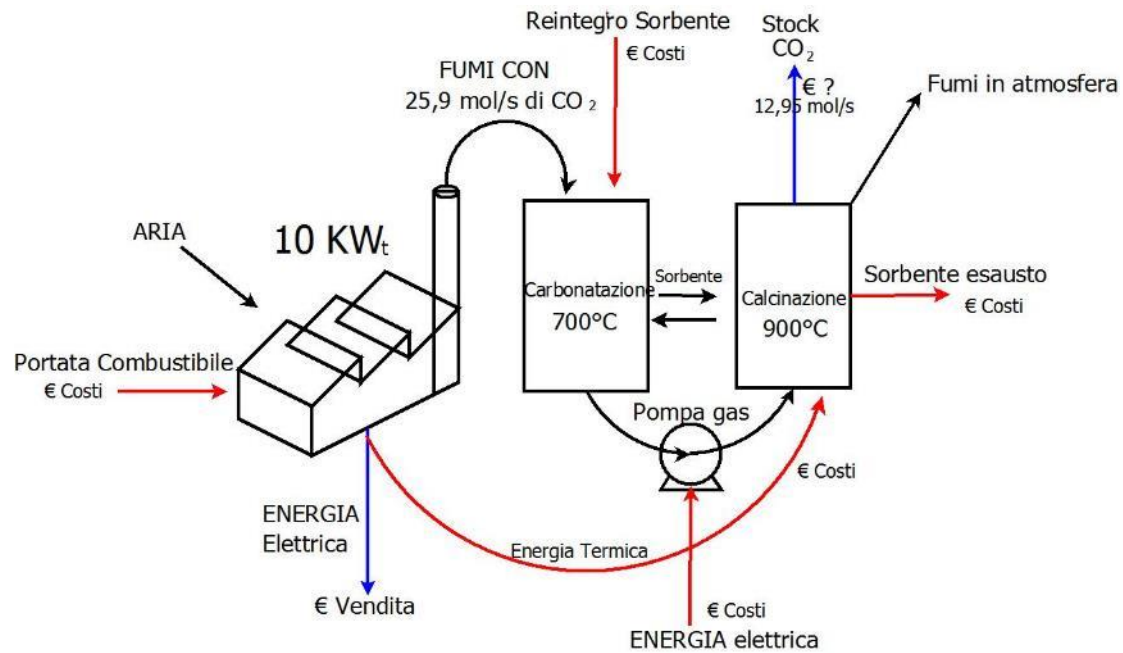 Reintegro Sorbente
€ Costi
Stock
CO₂
€ ?
12,95 mol/s
Fumi in atmosfera
FUMI CON
25,9 mol/s di CO₂
ARIA
10 KWt
Carbonatazione
700°C
Sorbente
Calcinazione
900°C
Sorbente esausto
€ Costi
Portata Combustibile
€ Costi
Pompa gas
€ Costi
ENERGIA
Elettrica
Energia Termica
€ Vendita
€ Costi
ENERGIA elettrica